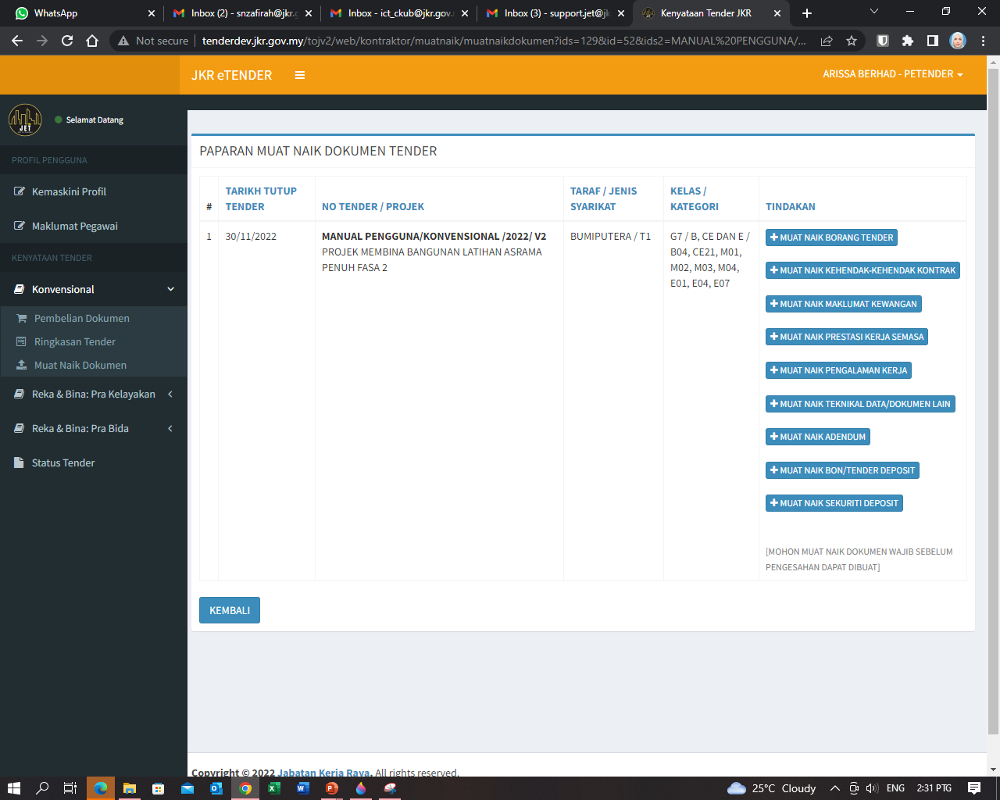 WhatsApp
Inbox (2) - snzafirah@jkr.g
Inbox - ict_ckub@jkr.gov.
Inbox (3) - support.jet@jk
Kenyataan Tender JKR
Not secure
tenderdev.jkr.gov.my/tojv2/web/kontraktor/muatnaik/muatnaikdokumen?ids=129&id=52&ids2=MANUAL%20PENGGUNA/...
JKR eTENDER
ARISSA BERHAD - PETENDER
JET
Selamat Datang
PROFIL PENGGUNA
Kemaskini Profil
Maklumat Pegawai
KENYATAAN TENDER
Konvensional
Pembelian Dokumen
Ringkasan Tender
Muat Naik Dokumen
Reka & Bina: Pra Kelayakan
Reka & Bina: Pra Bida
Status Tender
PAPARAN MUAT NAIK DOKUMEN TENDER
#
TARIKH TUTUP
TENDER
NO TENDER / PROJEK
TARAF / JENIS
SYARIKAT
KELAS /
KATEGORI
TINDAKAN
1
30/11/2022
MANUAL PENGGUNA/KONVENSIONAL /2022/ V2
PROJEK MEMBINA BANGUNAN LATIHAN ASRAMA
PENUH FASA 2
BUMIPUTERA / T1
G7 / B, CE DAN E /
B04, CE21, M01,
M02, M03, M04,
E01, E04, E07
MUAT NAIK BORANG TENDER
MUAT NAIK KEHENDAK-KEHENDAK KONTRAK
MUAT NAIK MAKLUMAT KEWANGAN
MUAT NAIK PRESTASI KERJA SEMASA
MUAT NAIK PENGALAMAN KERJA
MUAT NAIK TEKNIKAL DATA/DOKUMEN LAIN
MUAT NAIK ADENDUM
MUAT NAIK BON/TENDER DEPOSIT
MUAT NAIK SEKURITI DEPOSIT
[MOHON MUAT NAIK DOKUMEN WAJIB SEBELUM
PENGESAHAN DAPAT DIBUAT]
KEMBALI
Copyright © 2022 Jabatan Kerja Raya. All rights reserved.
25°C Cloudy
ENG
2:31 PTG